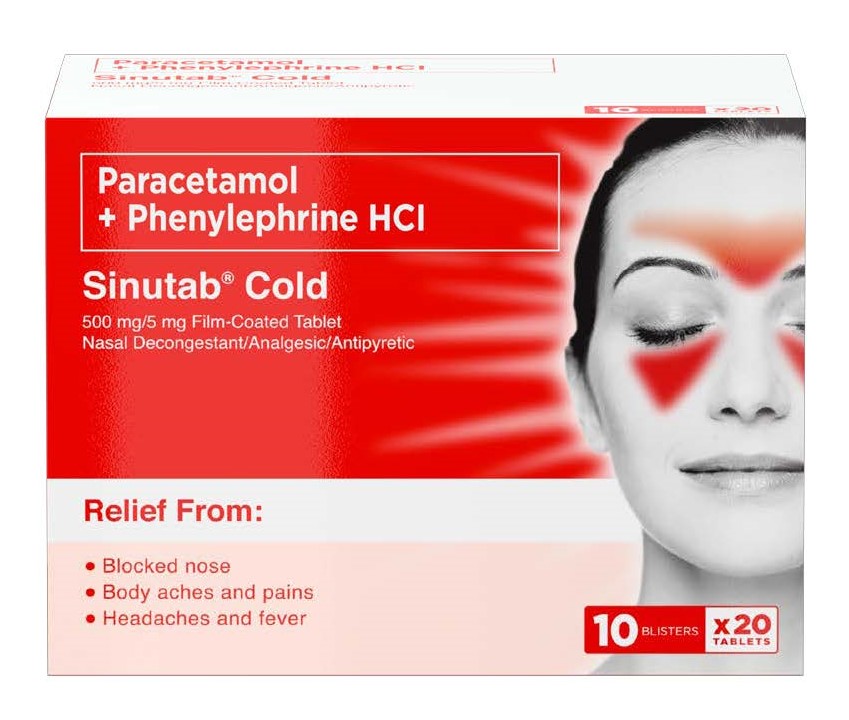 Paracetamol
+ Phenylephrine HCl
Sinutab™ Cold
10 BLISTERS x20 TABLETS
Paracetamol
+ Phenylephrine HCl
Sinutab® Cold
500 mg/5 mg Film-Coated Tablet
Nasal Decongestant/Analgesic/Antipyretic
Relief From:
• Blocked nose
• Body aches and pains
• Headaches and fever
10 BLISTERS x20
TABLETS